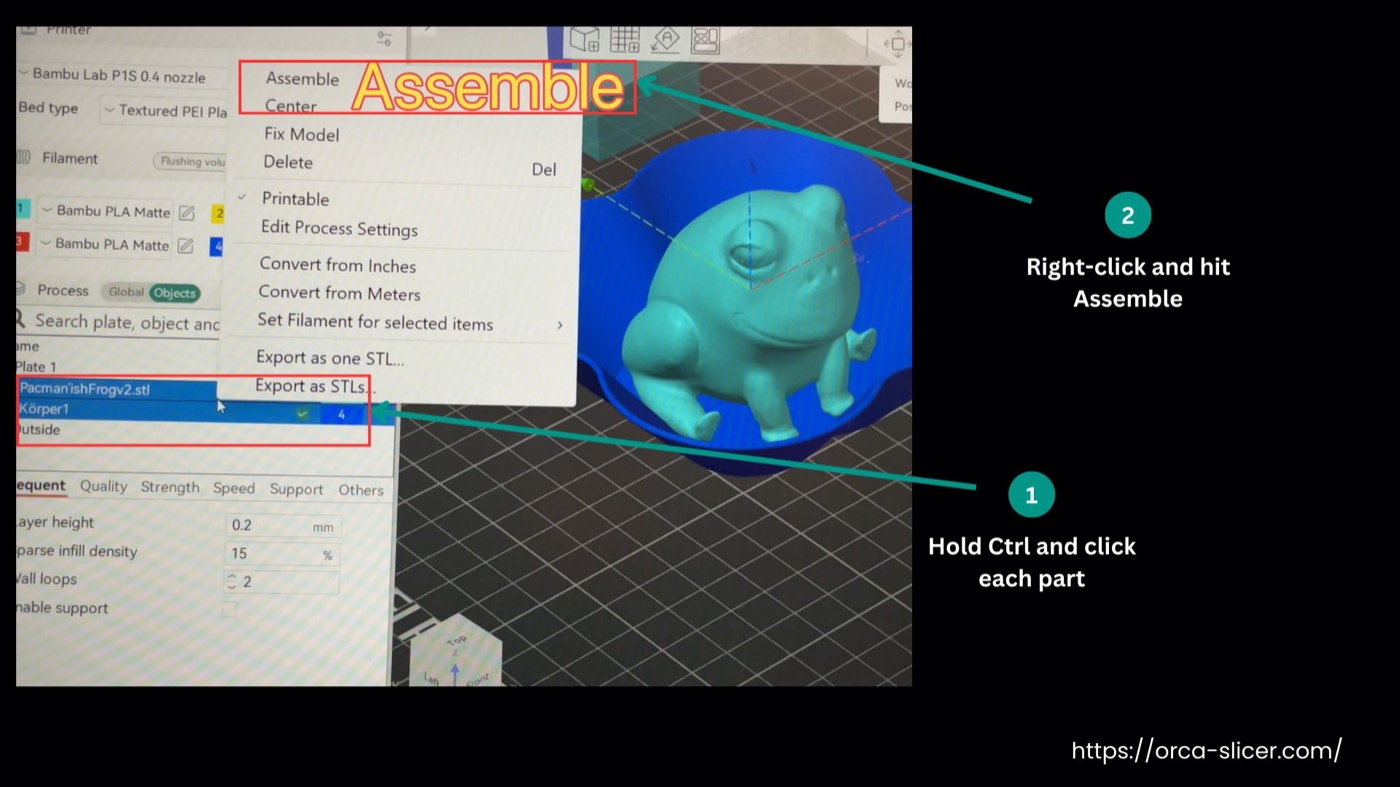 Printer
Bambu Lab P1S 0.4 nozzle
Bed type
Textured PEI Pla
Filament
Flushing volu
1 Bambu PLA Matte 2
3 Bambu PLA Matte 4
Process Global Objects
Search plate, object and
ame
Plate 1
Pacman'ishFrogv2.stl
Körper1 4
utside
equent Quality Strength Speed Support Others
ayer height 0.2 mm
parse infill density 15 %
Wall loops 2
nable support
Assemble
Assemble
Center
Fix Model
Delete Del
Printable
Edit Process Settings
Convert from Inches
Convert from Meters
Set Filament for selected items
Export as one STL...
Export as STLs...
Wo
Pos
Top
Z
Left
Front
2
Right-click and hit
Assemble
1
Hold Ctrl and click
each part
https://orca-slicer.com/